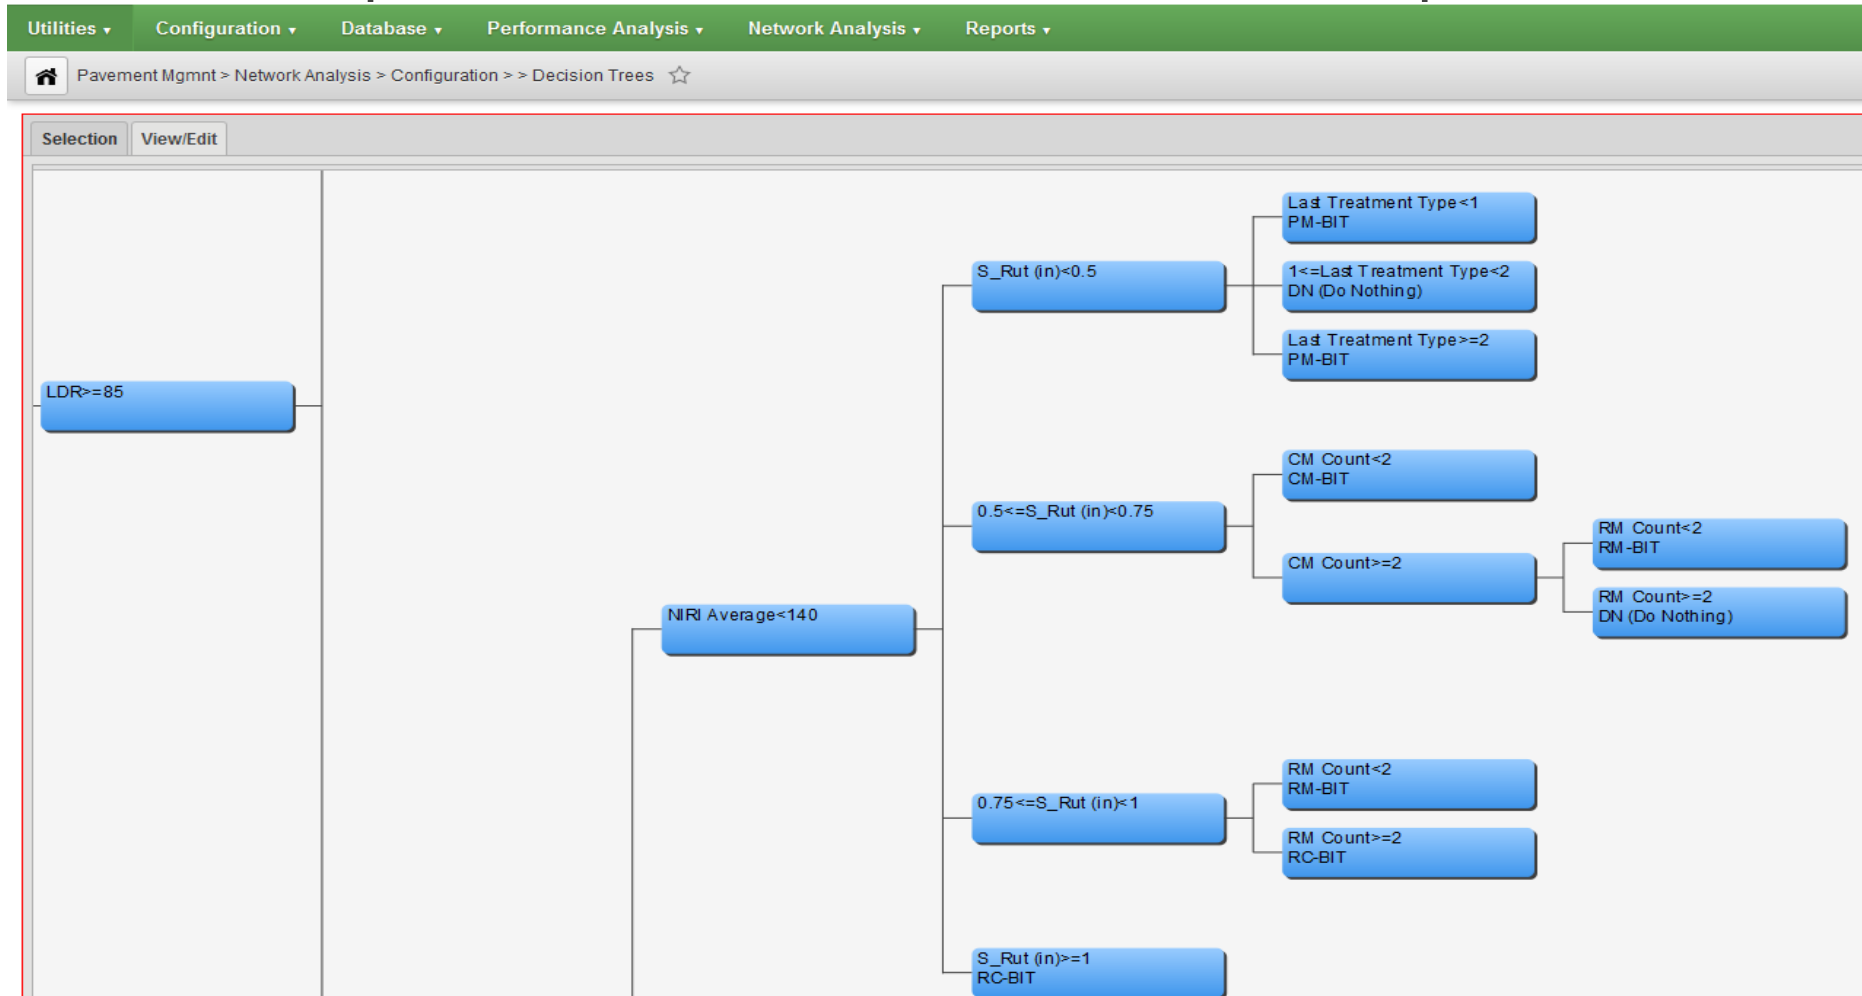 Utilities ▾ Configuration ▾ Database ▾ Performance Analysis ▾ Network Analysis ▾ Reports ▾
Pavement Mgmnt > Network Analysis > Configuration > > Decision Trees
Selection View/Edit
LDR>=85
NIRI Average<140
S_Rut (in)<0.5
Last Treatment Type<1
PM-BIT
1<=Last Treatment Type<2
DN (Do Nothing)
Last Treatment Type>=2
PM-BIT
0.5<=S_Rut (in)<0.75
CM Count<2
CM-BIT
CM Count>=2
RM Count<2
RM-BIT
RM Count>=2
DN (Do Nothing)
0.75<=S_Rut (in)<1
RM Count<2
RM-BIT
RM Count>=2
RC-BIT
S_Rut (in)>=1
RC-BIT